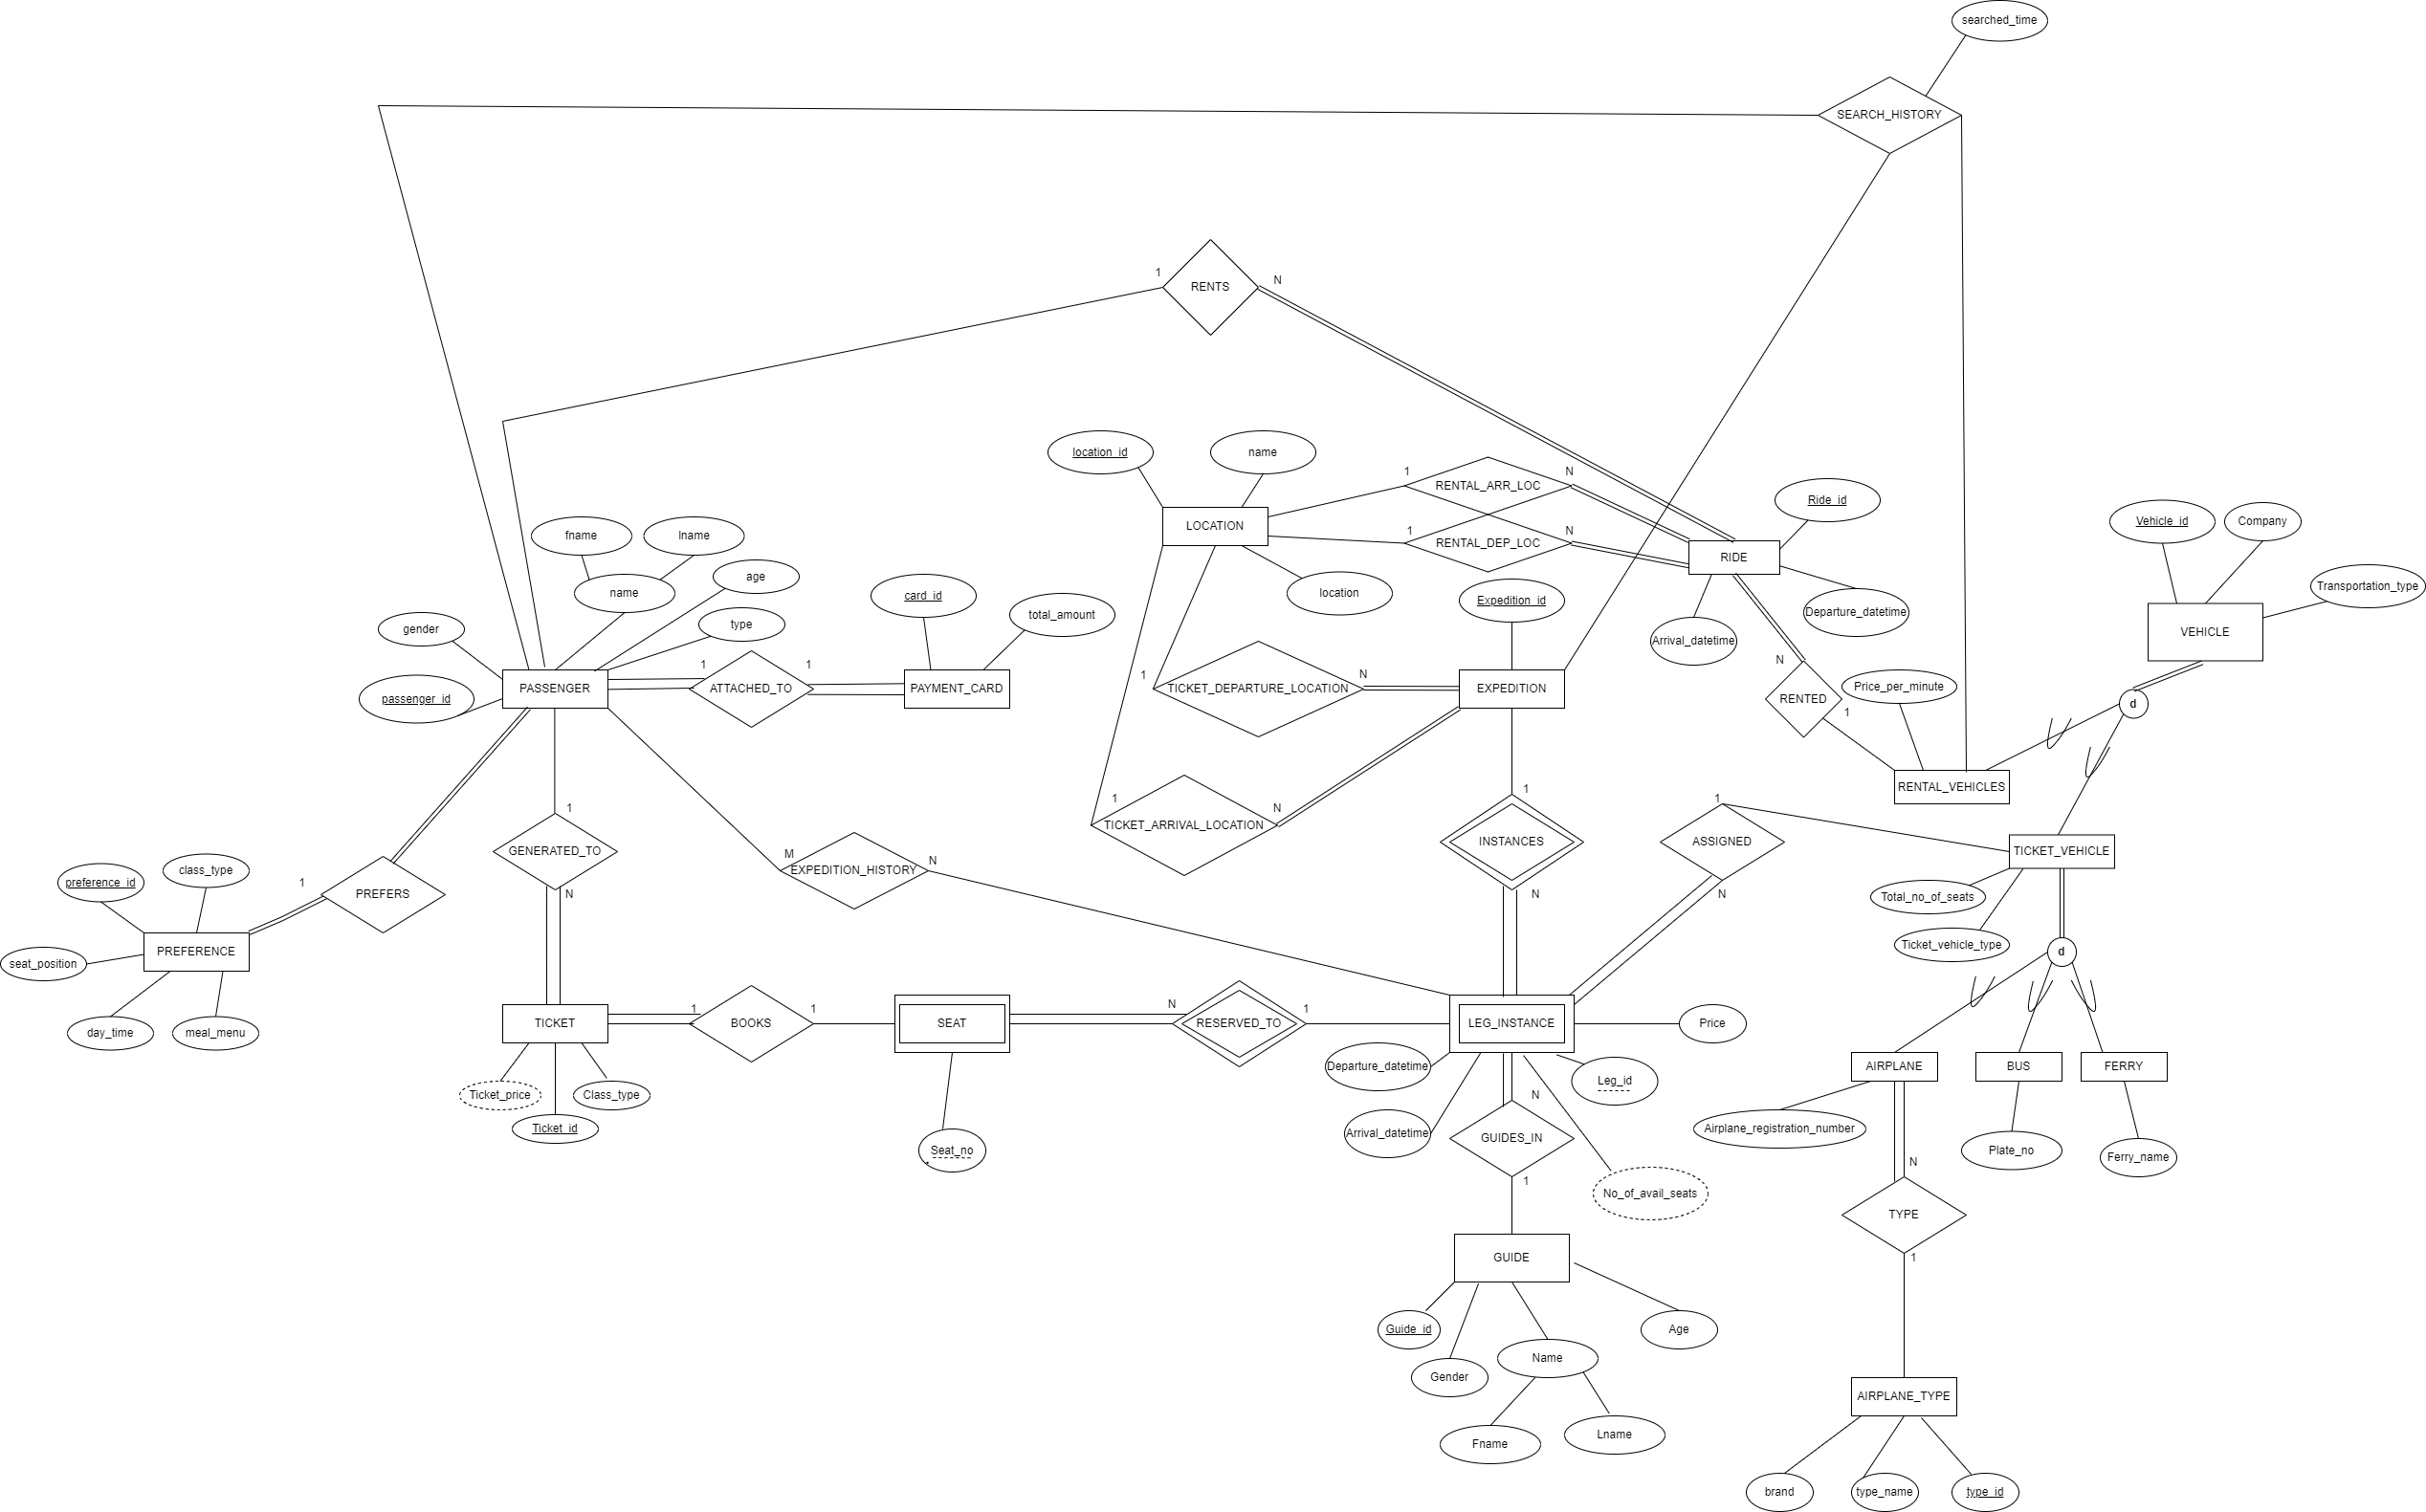 searched_time
SEARCH_HISTORY
1
RENTS
N
location_id
name
1
RENTAL_ARR_LOC
N
Ride_id
LOCATION
1
RENTAL_DEP_LOC
N
RIDE
Vehicle_id
Company
fname
lname
name
age
type
gender
passenger_id
card_id
total_amount
location
Expedition_id
Arrival_datetime
Departure_datetime
Transportation_type
VEHICLE
PASSENGER
1
ATTACHED_TO
1
PAYMENT_CARD
1
TICKET_DEPARTURE_LOCATION
N
EXPEDITION
N
RENTED
1
Price_per_minute
d
RENTAL_VEHICLES
1
TICKET_ARRIVAL_LOCATION
N
1
INSTANCES
N
1
ASSIGNED
N
TICKET_VEHICLE
Total_no_of_seats
Ticket_vehicle_type
d
1
GENERATED_TO
N
M
EXPEDITION_HISTORY
N
preference_id
class_type
1
PREFERS
PREFERENCE
seat_position
day_time
meal_menu
TICKET
1
BOOKS
1
SEAT
N
RESERVED_TO
1
LEG_INSTANCE
Price
Ticket_price
Class_type
Ticket_id
Seat_no
Departure_datetime
Arrival_datetime
Leg_id
N
GUIDES_IN
1
No_of_avail_seats
AIRPLANE
BUS
FERRY
Airplane_registration_number
Plate_no
Ferry_name
N
TYPE
1
GUIDE
Guide_id
Gender
Name
Age
Fname
Lname
AIRPLANE_TYPE
brand
type_name
type_id